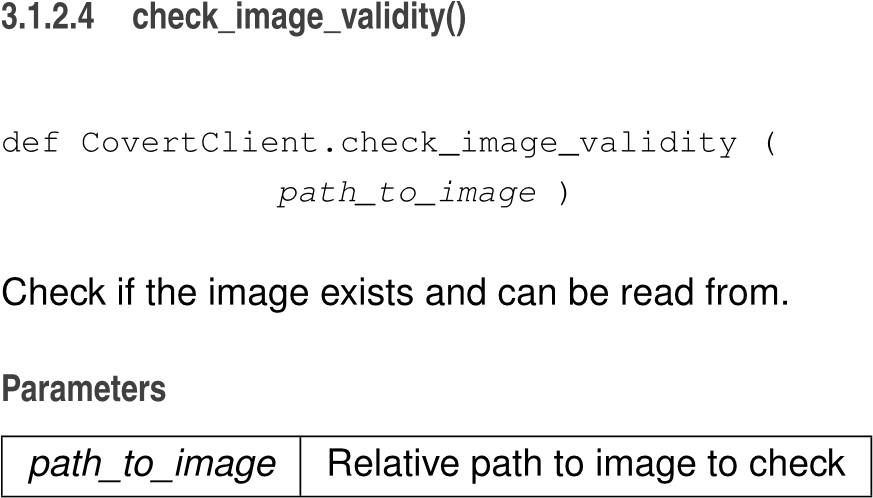 3.1.2.4 check_image_validity()
def CovertClient.check_image_validity (
path_to_image )
Check if the image exists and can be read from.
Parameters
path_to_image Relative path to image to check